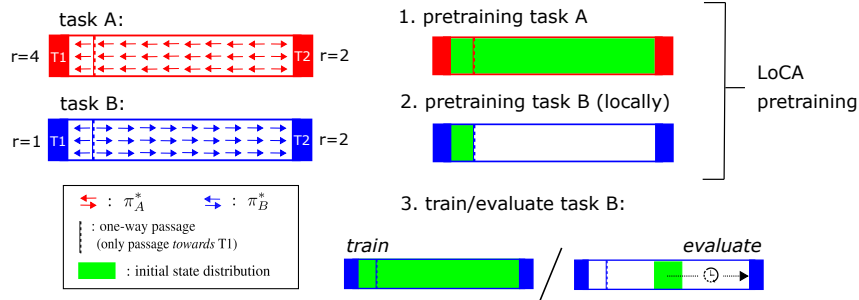 task A:
r=4
T1
T2
r=2
task B:
r=1
T1
T2
r=2
: π*A
: π*B
: one-way passage
(only passage towards T1)
: initial state distribution
1. pretraining task A
2. pretraining task B (locally)
LoCA
pretraining
3. train/evaluate task B:
train
evaluate